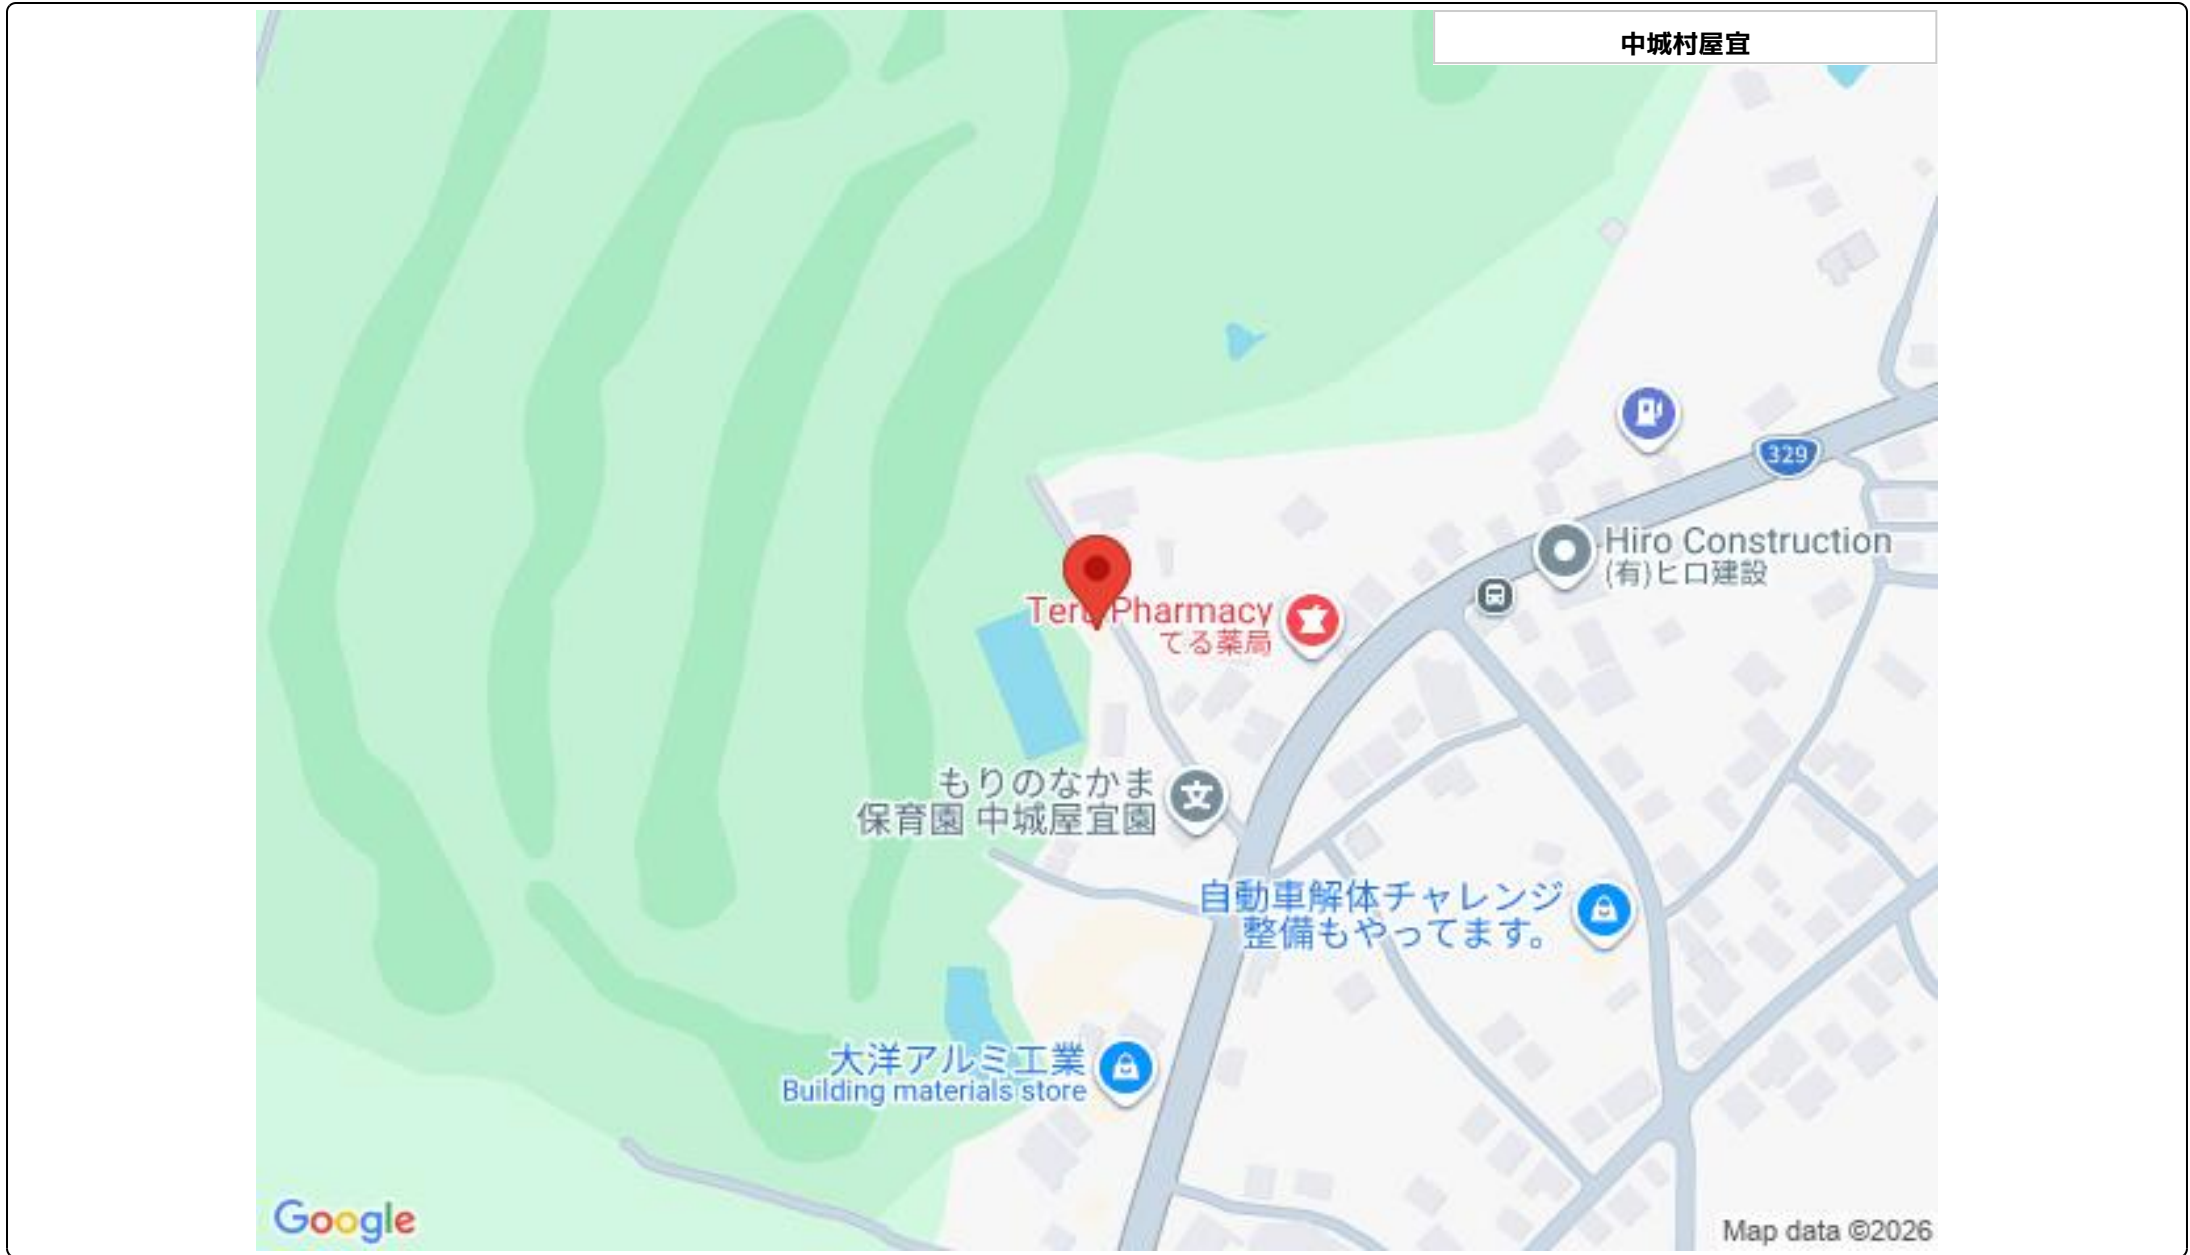 中城村屋宜
329
Hiro Construction
(有)ヒロ建設
Teru Pharmacy
てる薬局
もりのなかま
保育園 中城屋宜園
文
自動車解体チャレンジ
整備もやってます。
大洋アルミ工業
Building materials store
Google
Map data ©2026